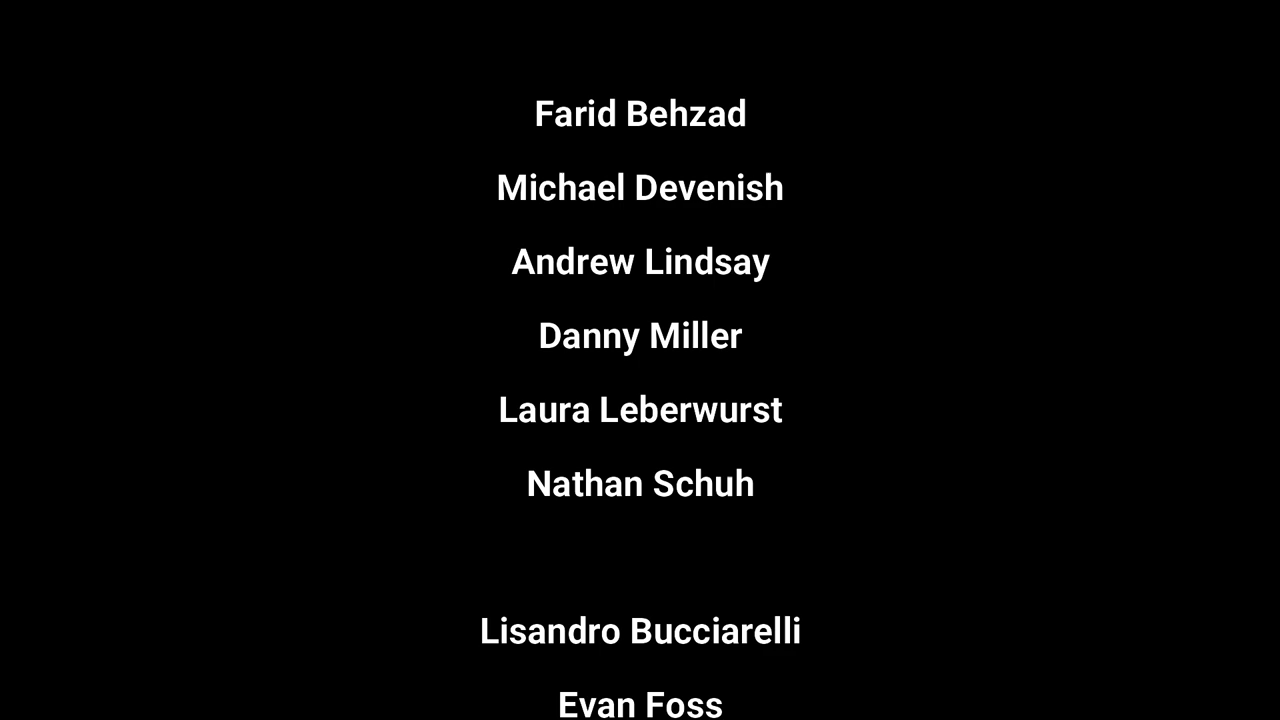 Farid Behzad
Michael Devenish
Andrew Lindsay
Danny Miller
Laura Leberwurst
Nathan Schuh
Lisandro Bucciarelli
Evan Foss